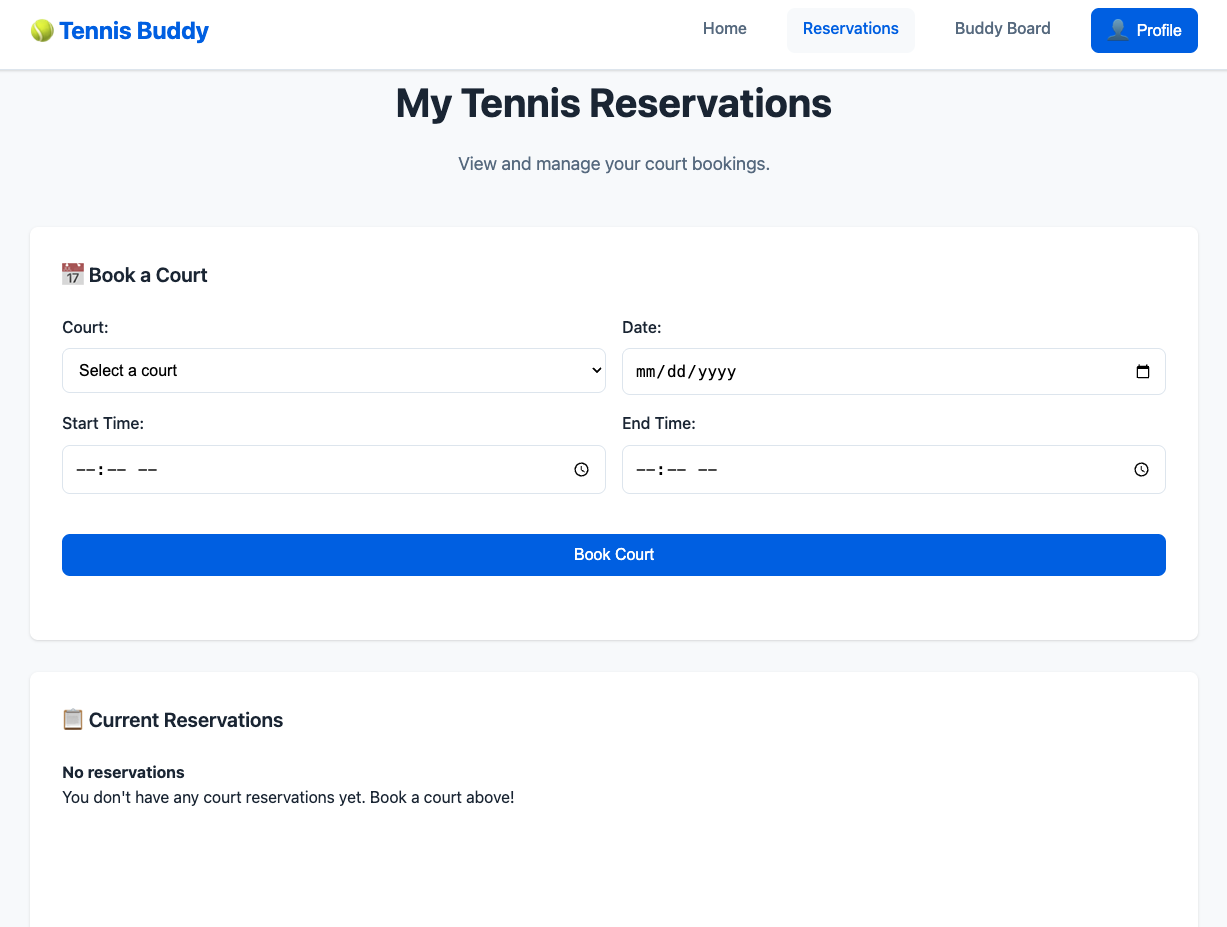 Tennis Buddy
Home
Reservations
Buddy Board
Profile
My Tennis Reservations
View and manage your court bookings.
17 Book a Court
Court:
Date:
Select a court
mm/dd/yyyy
Start Time:
End Time:
--:-- --
--:-- --
Book Court
Current Reservations
No reservations
You don't have any court reservations yet. Book a court above!